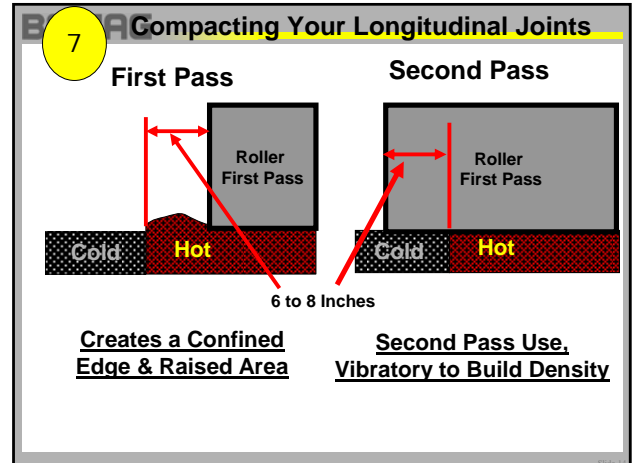 7
Compacting Your Longitudinal Joints
First Pass
Second Pass
Roller
First Pass
Roller
First Pass
Cold
Hot
Cold
Hot
6 to 8 Inches
Creates a Confined
Edge & Raised Area
Second Pass Use,
Vibratory to Build Density